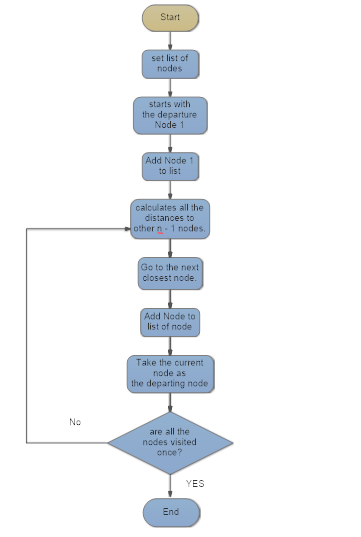 Start
set list of
nodes
starts with
the departure
Node 1
Add Node 1
to list
calculates all the
distances to
other n - 1 nodes.
Go to the next
closest node.
Add Node to
list of node
Take the current
node as
the departing node
are all the
nodes visited
once?
No
YES
End